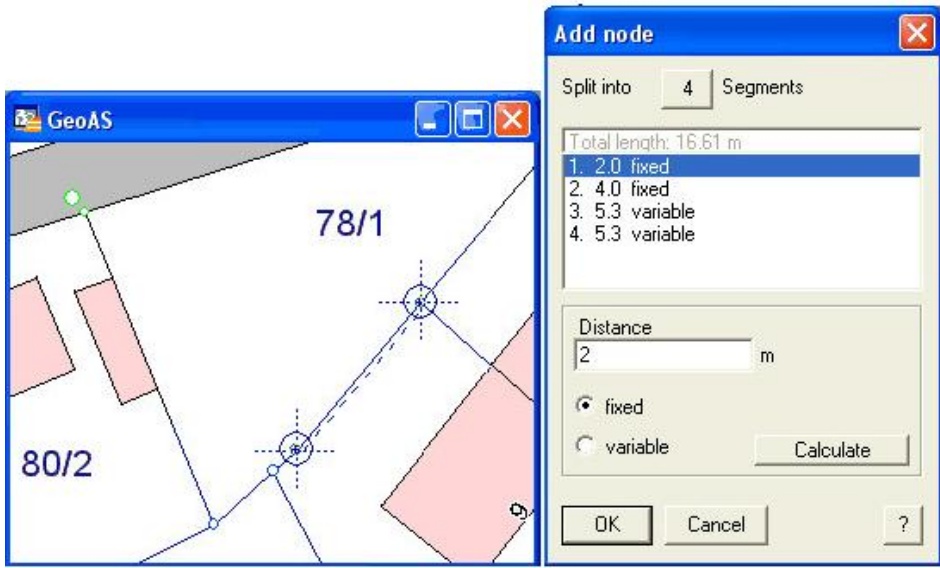 GeoAS
78/1
80/2
9
Add node
Split into 4 Segments
Total length: 16.61 m
1. 2.0 fixed
2. 4.0 fixed
3. 5.3 variable
4. 5.3 variable
Distance
2 m
fixed
variable Calculate
OK Cancel ?